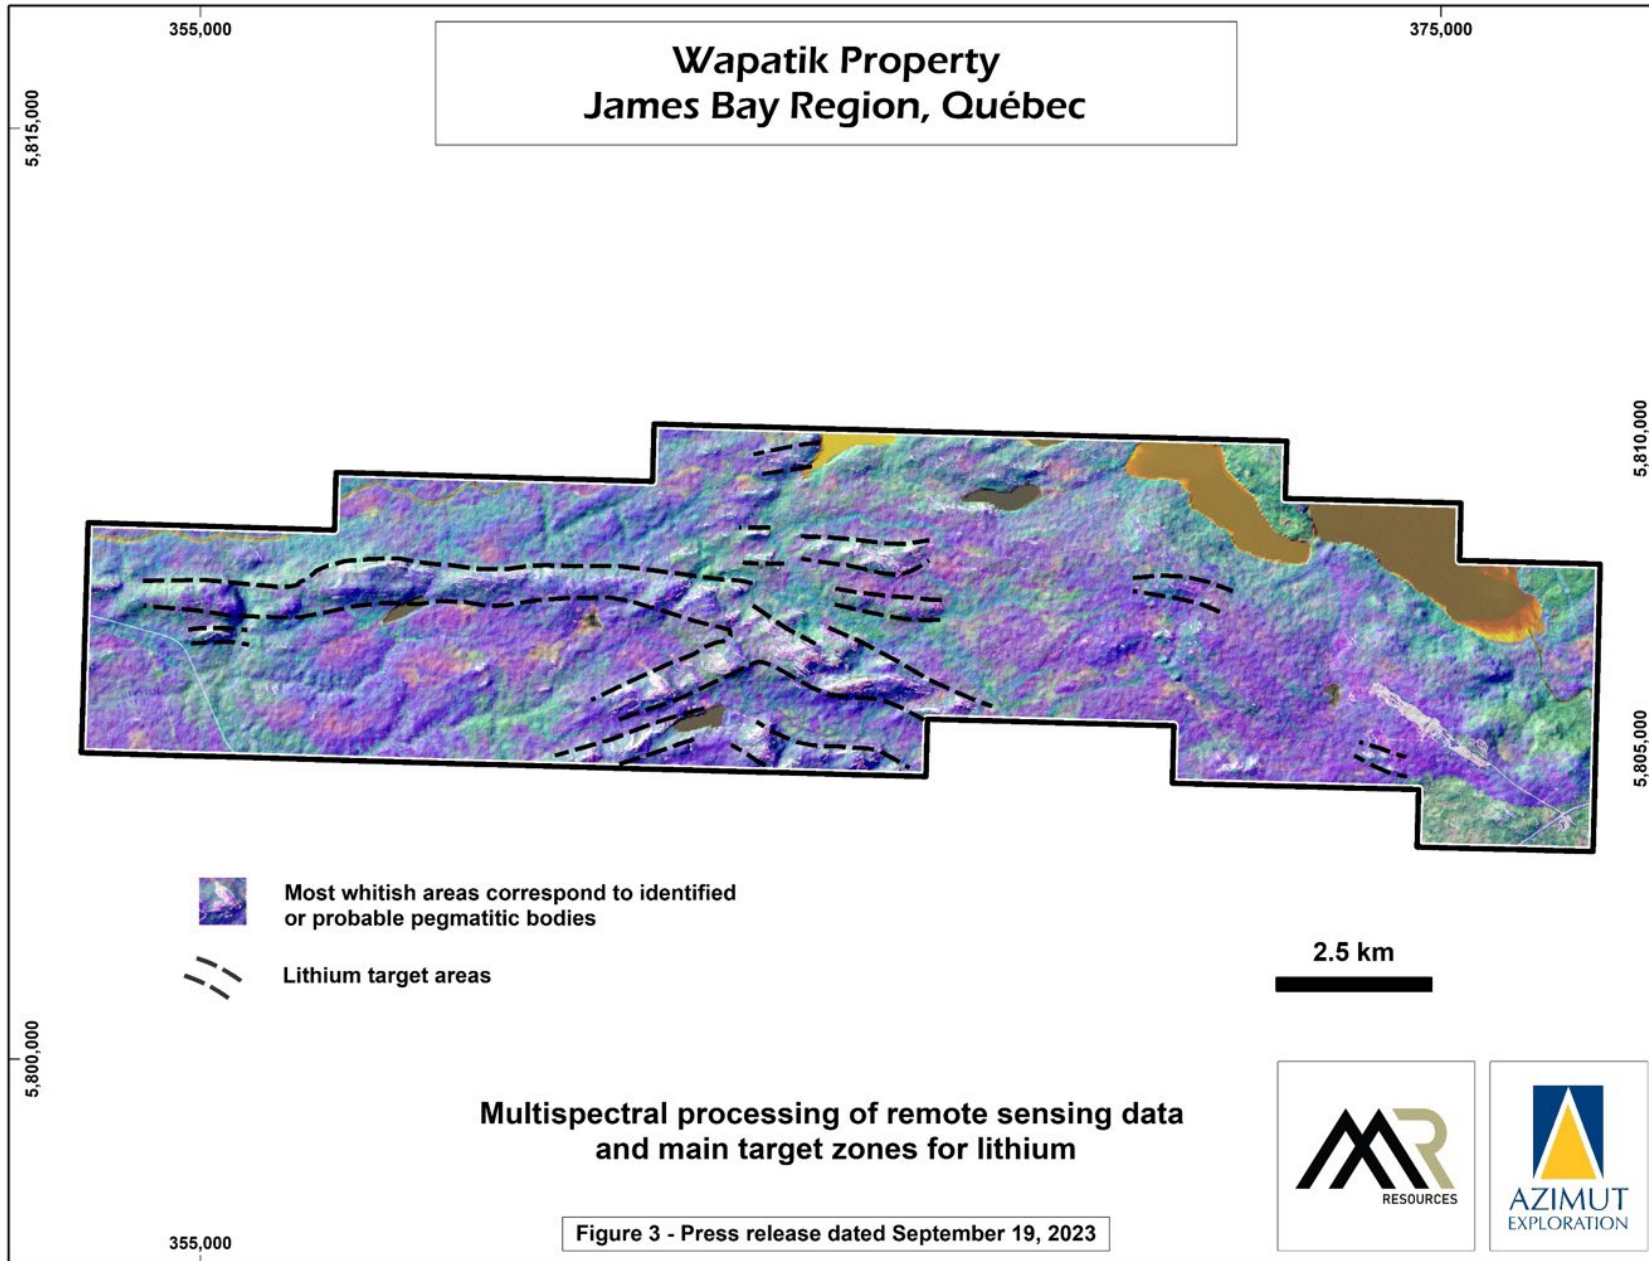 355,000
375,000
Wapatik Property
James Bay Region, Québec
5,815,000
5,810,000
5,805,000
Most whitish areas correspond to identified
or probable pegmatitic bodies
Lithium target areas
2.5 km
5,800,000
Multispectral processing of remote sensing data
and main target zones for lithium
MR
RESOURCES
AZIMUT
EXPLORATION
Figure 3 - Press release dated September 19, 2023
355,000